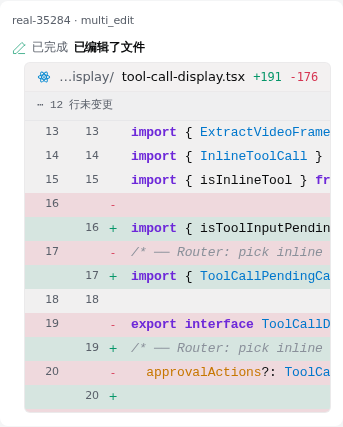 real-35284 · multi_edit
已完成 已编辑了文件
…isplay/ tool-call-display.tsx +191 -176
⋯ 12 行未变更
13 13 import { ExtractVideoFrame
14 14 import { InlineToolCall }
15 15 import { isInlineTool } fr
16 -
16 + import { isToolInputPendin
17 - /* —— Router: pick inline
17 + import { ToolCallPendingCa
18 18
19 - export interface ToolCallD
19 + /* —— Router: pick inline
20 - approvalActions?: ToolCa
20 +